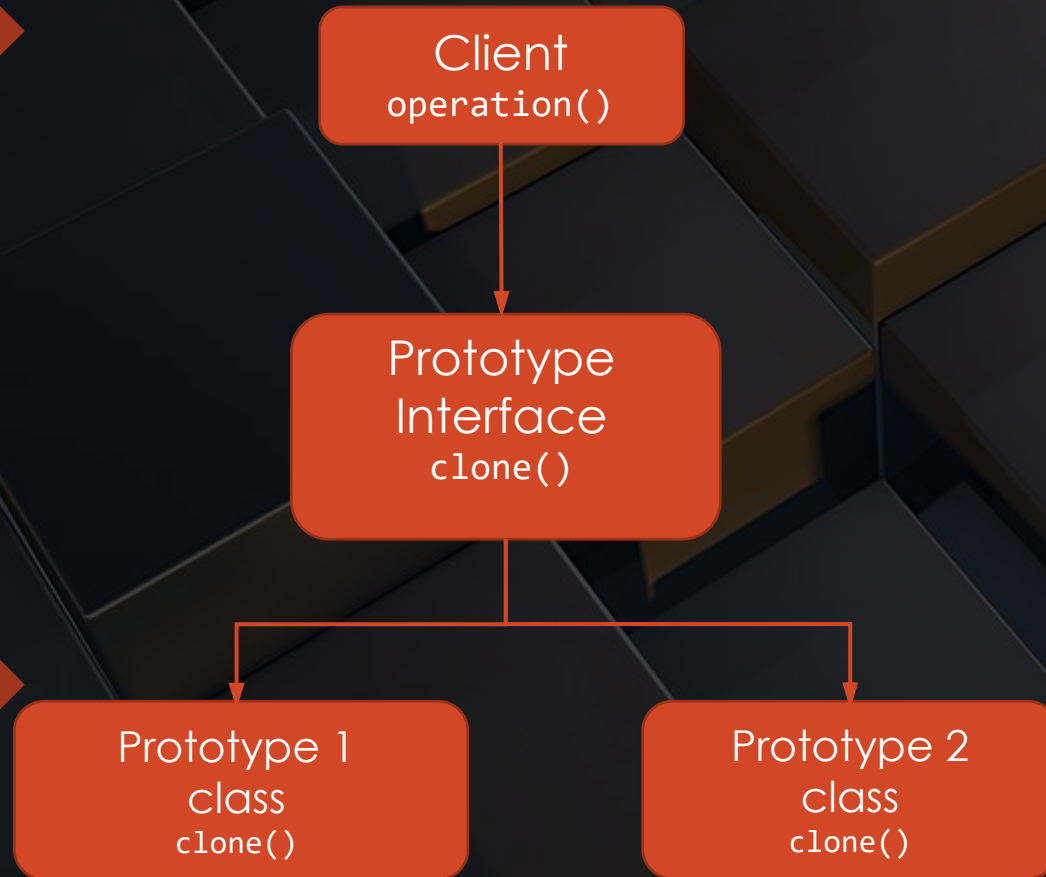 Client
operation()
Prototype
Interface
clone()
Prototype 1
class
clone()
Prototype 2
class
clone()